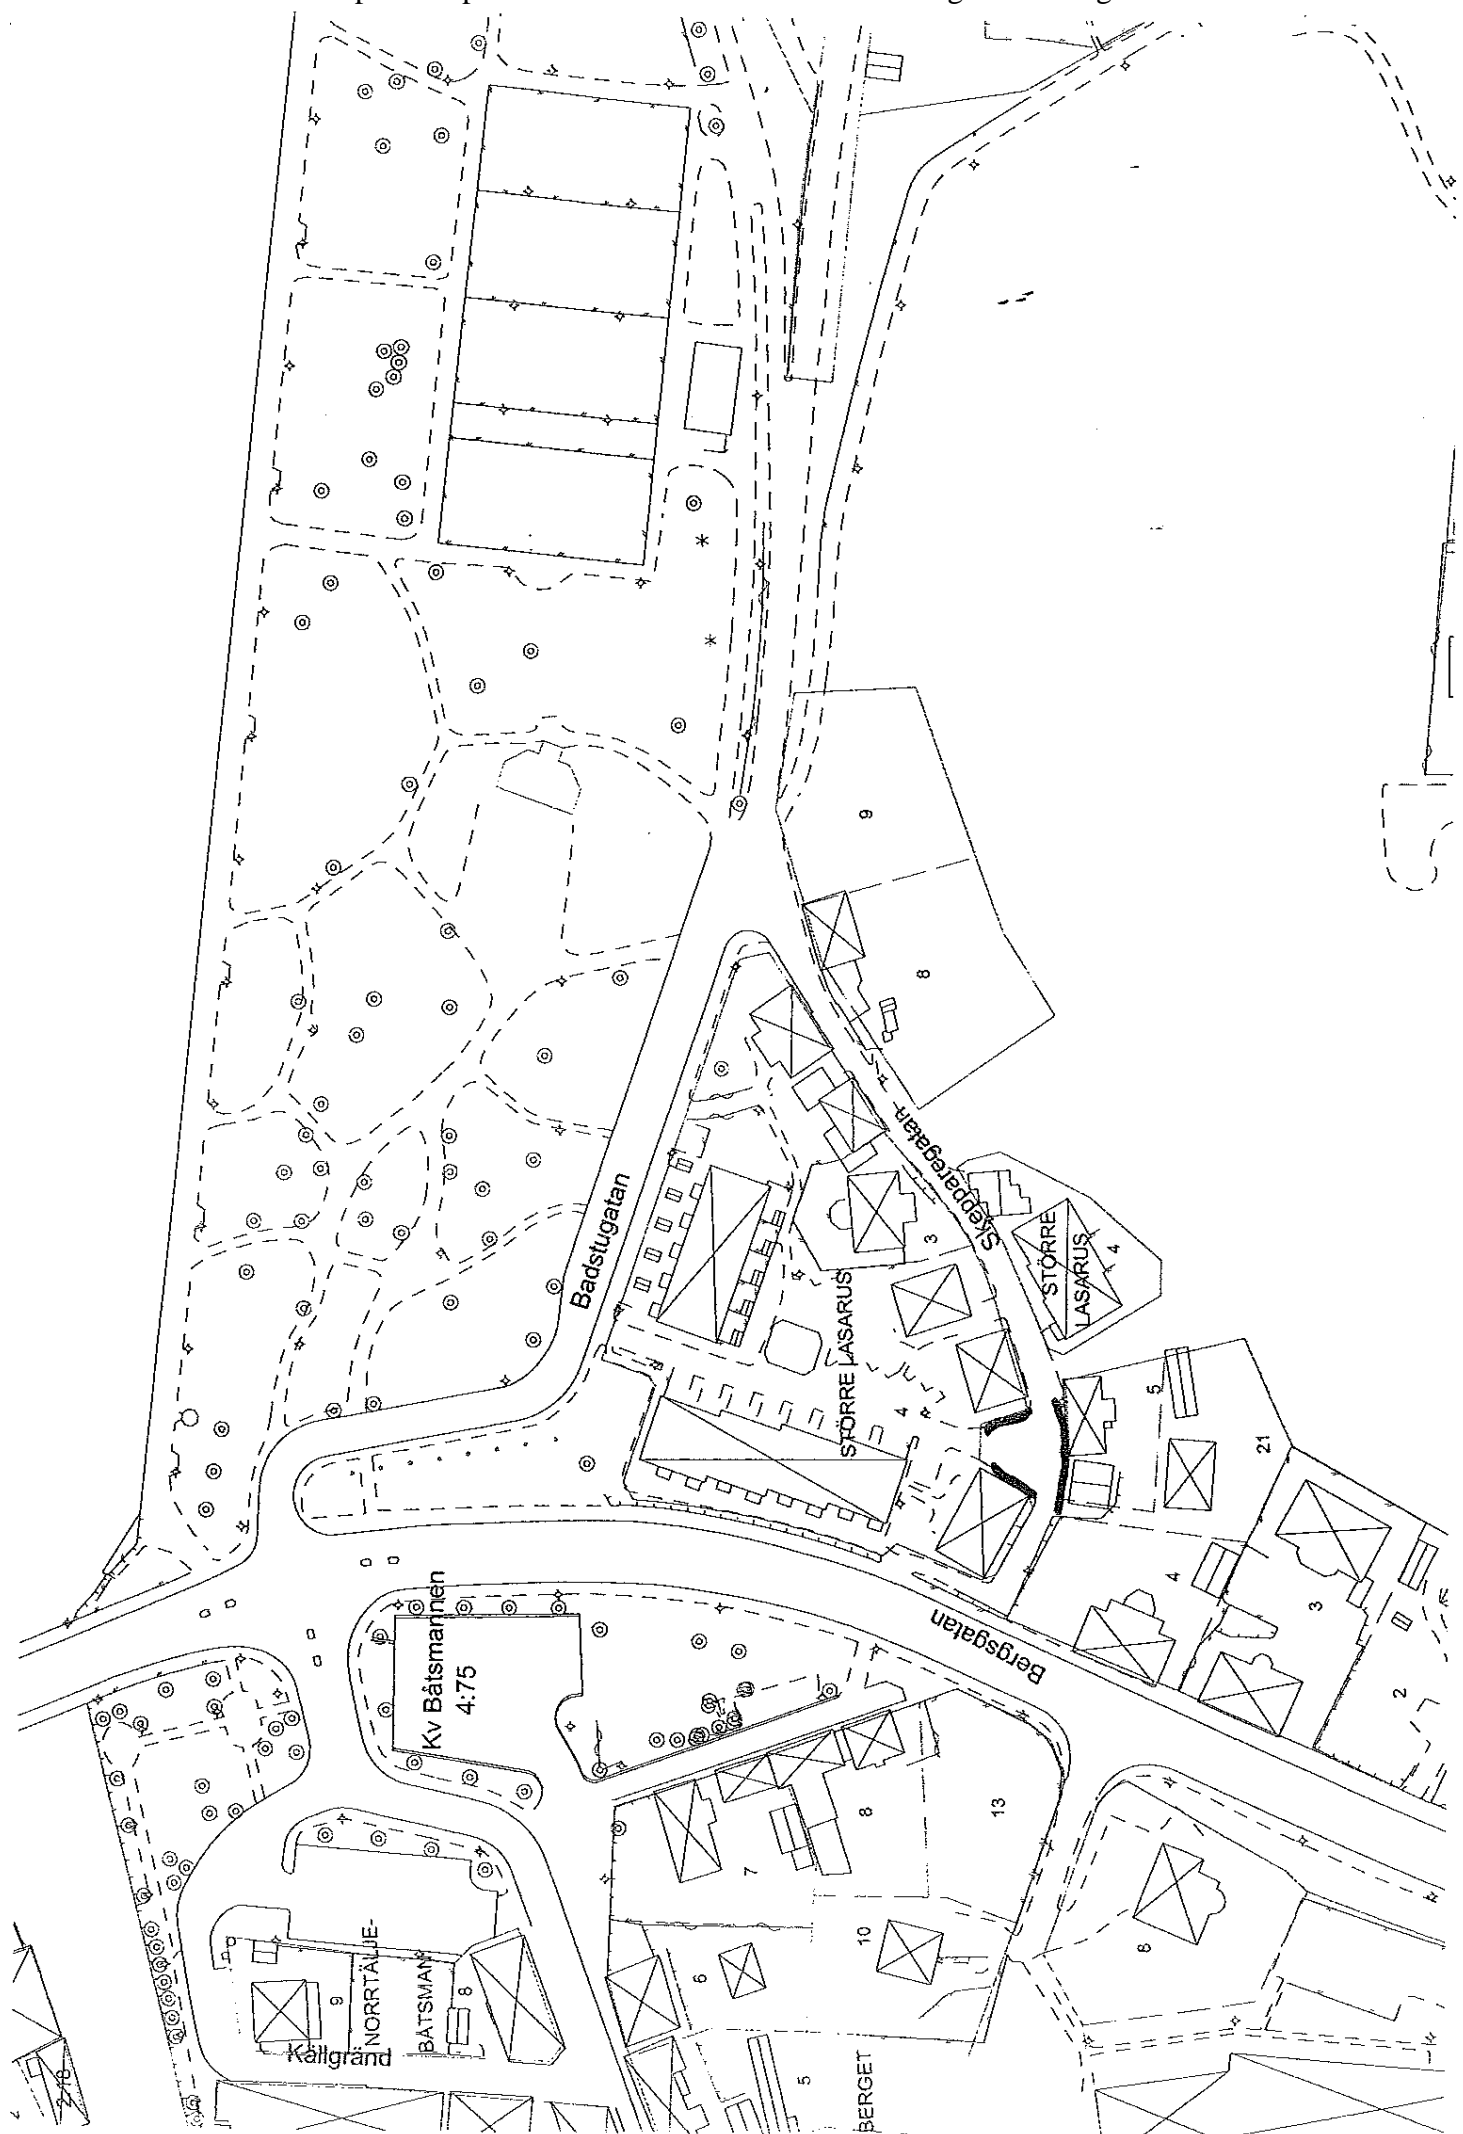 9
8
Badstugatan
Skepparegatan
3
STÖRRE
LASARUS
4
STÖRRE LASARUS
4
5
21
Kv Båtsmannen
4:75
Bergsgatan
4
3
2
8
13
7
10
6
8
9
NORRTÄLJE-
BÅTSMAN
8
Källgränd
5
BERGET